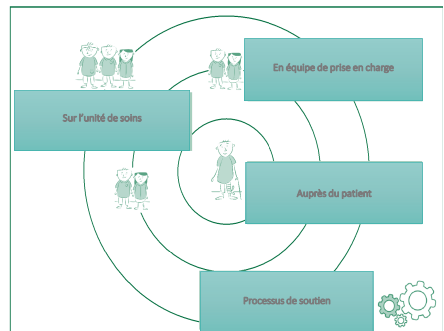 En équipe de prise en charge
Sur l'unité de soins
Auprès du patient
Processus de soutien